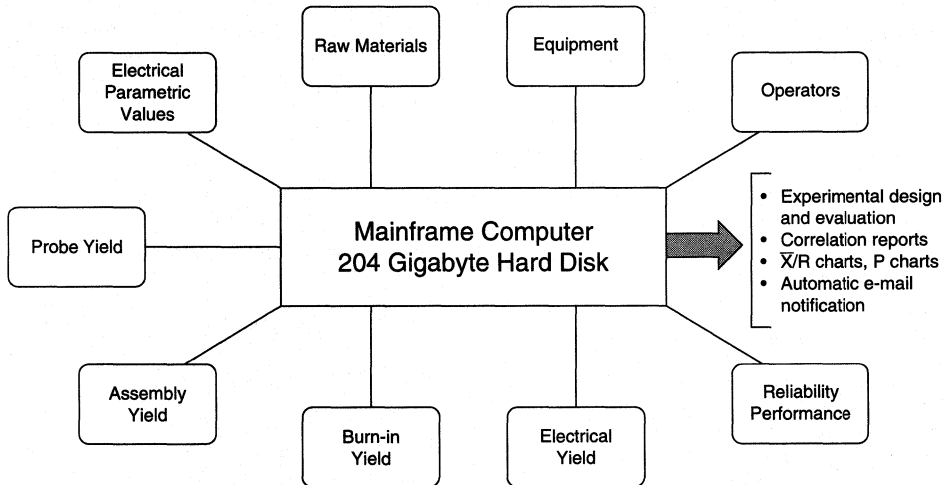 Raw Materials
Equipment
Electrical
Parametric
Values
Operators
Mainframe Computer
204 Gigabyte Hard Disk
• Experimental design
and evaluation
• Correlation reports
• X̅/R charts, P charts
• Automatic e-mail
notification
Probe Yield
Assembly
Yield
Burn-in
Yield
Electrical
Yield
Reliability
Performance